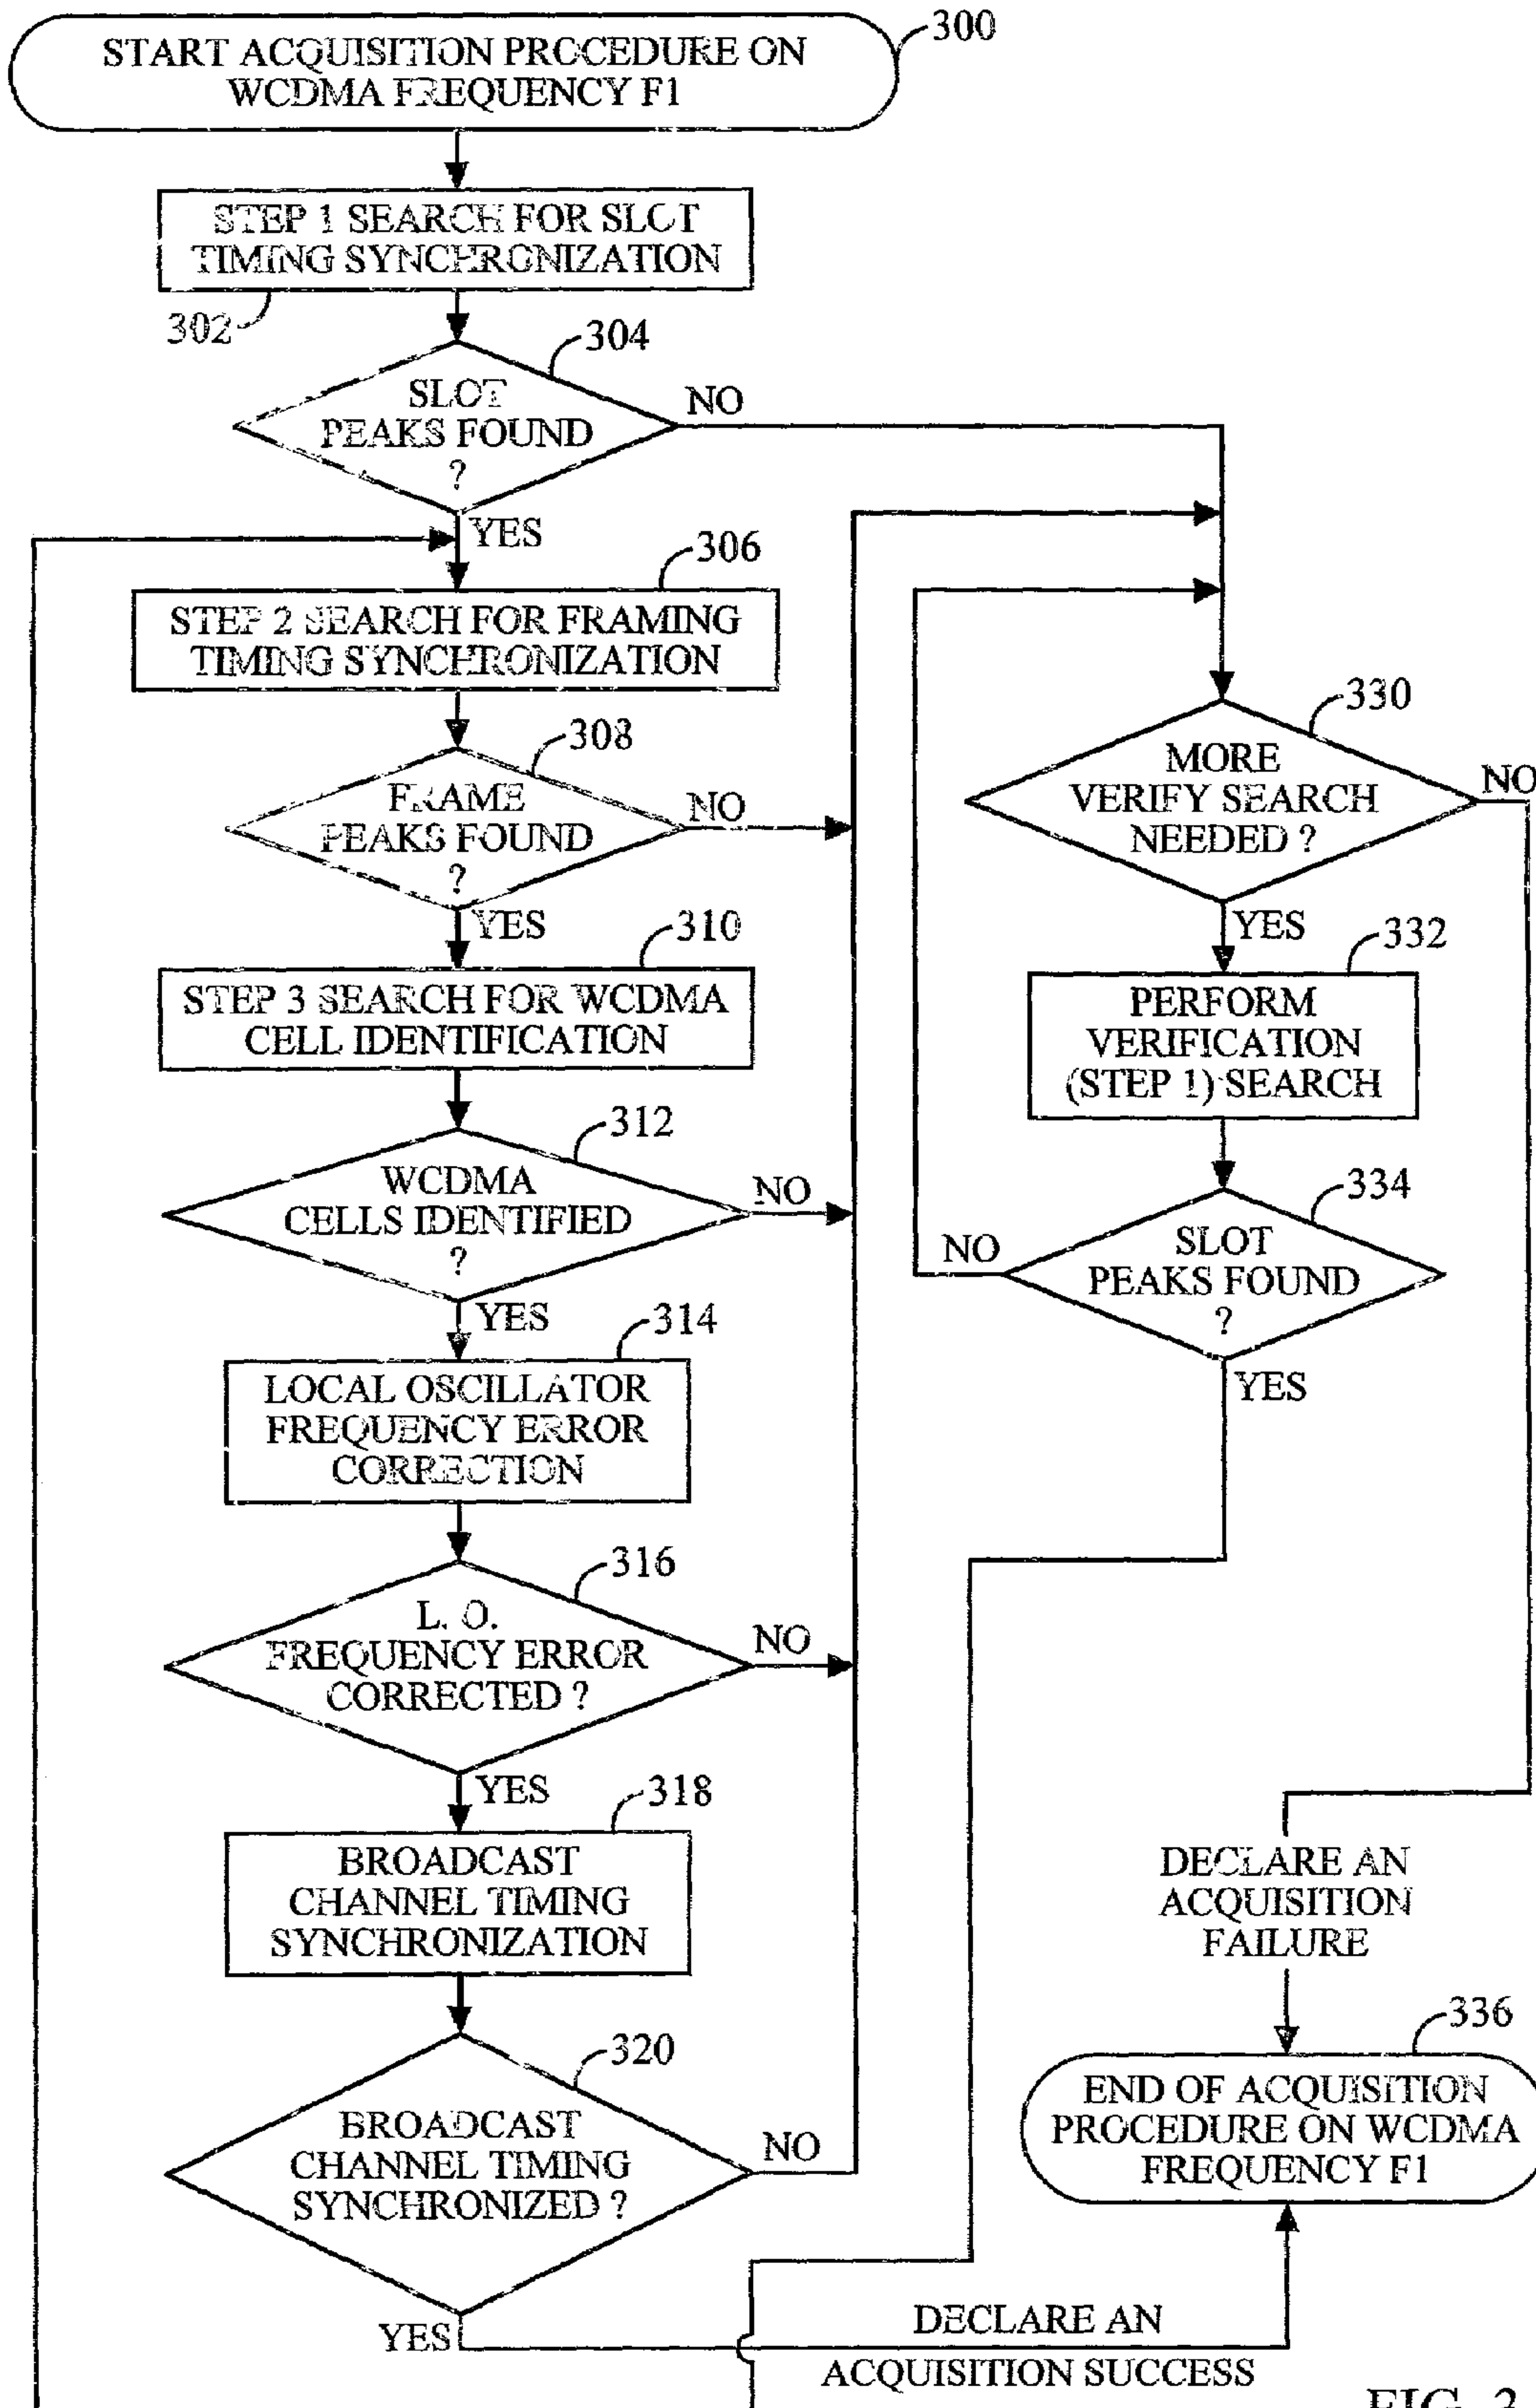 300
START ACQUISITION PROCEDURE ON
WCDMA FREQUENCY F1
STEP 1 SEARCH FOR SLOT
TIMING SYNCHRONIZATION
302
304
SLOT
PEAKS FOUND
?
NO
YES
306
STEP 2 SEARCH FOR FRAMING
TIMING SYNCHRONIZATION
308
FRAME
PEAKS FOUND
?
NO
YES
310
STEP 3 SEARCH FOR WCDMA
CELL IDENTIFICATION
312
WCDMA
CELLS IDENTIFIED
?
NO
YES
314
LOCAL OSCILLATOR
FREQUENCY ERROR
CORRECTION
316
L. O.
FREQUENCY ERROR
CORRECTED ?
NO
YES
318
BROADCAST
CHANNEL TIMING
SYNCHRONIZATION
320
BROADCAST
CHANNEL TIMING
SYNCHRONIZED ?
NO
YES
330
MORE
VERIFY SEARCH
NEEDED ?
NO
YES
332
PERFORM
VERIFICATION
(STEP 1) SEARCH
334
SLOT
PEAKS FOUND
?
NO
YES
DECLARE AN
ACQUISITION
FAILURE
336
END OF ACQUISITION
PROCEDURE ON WCDMA
FREQUENCY F1
DECLARE AN
ACQUISITION SUCCESS